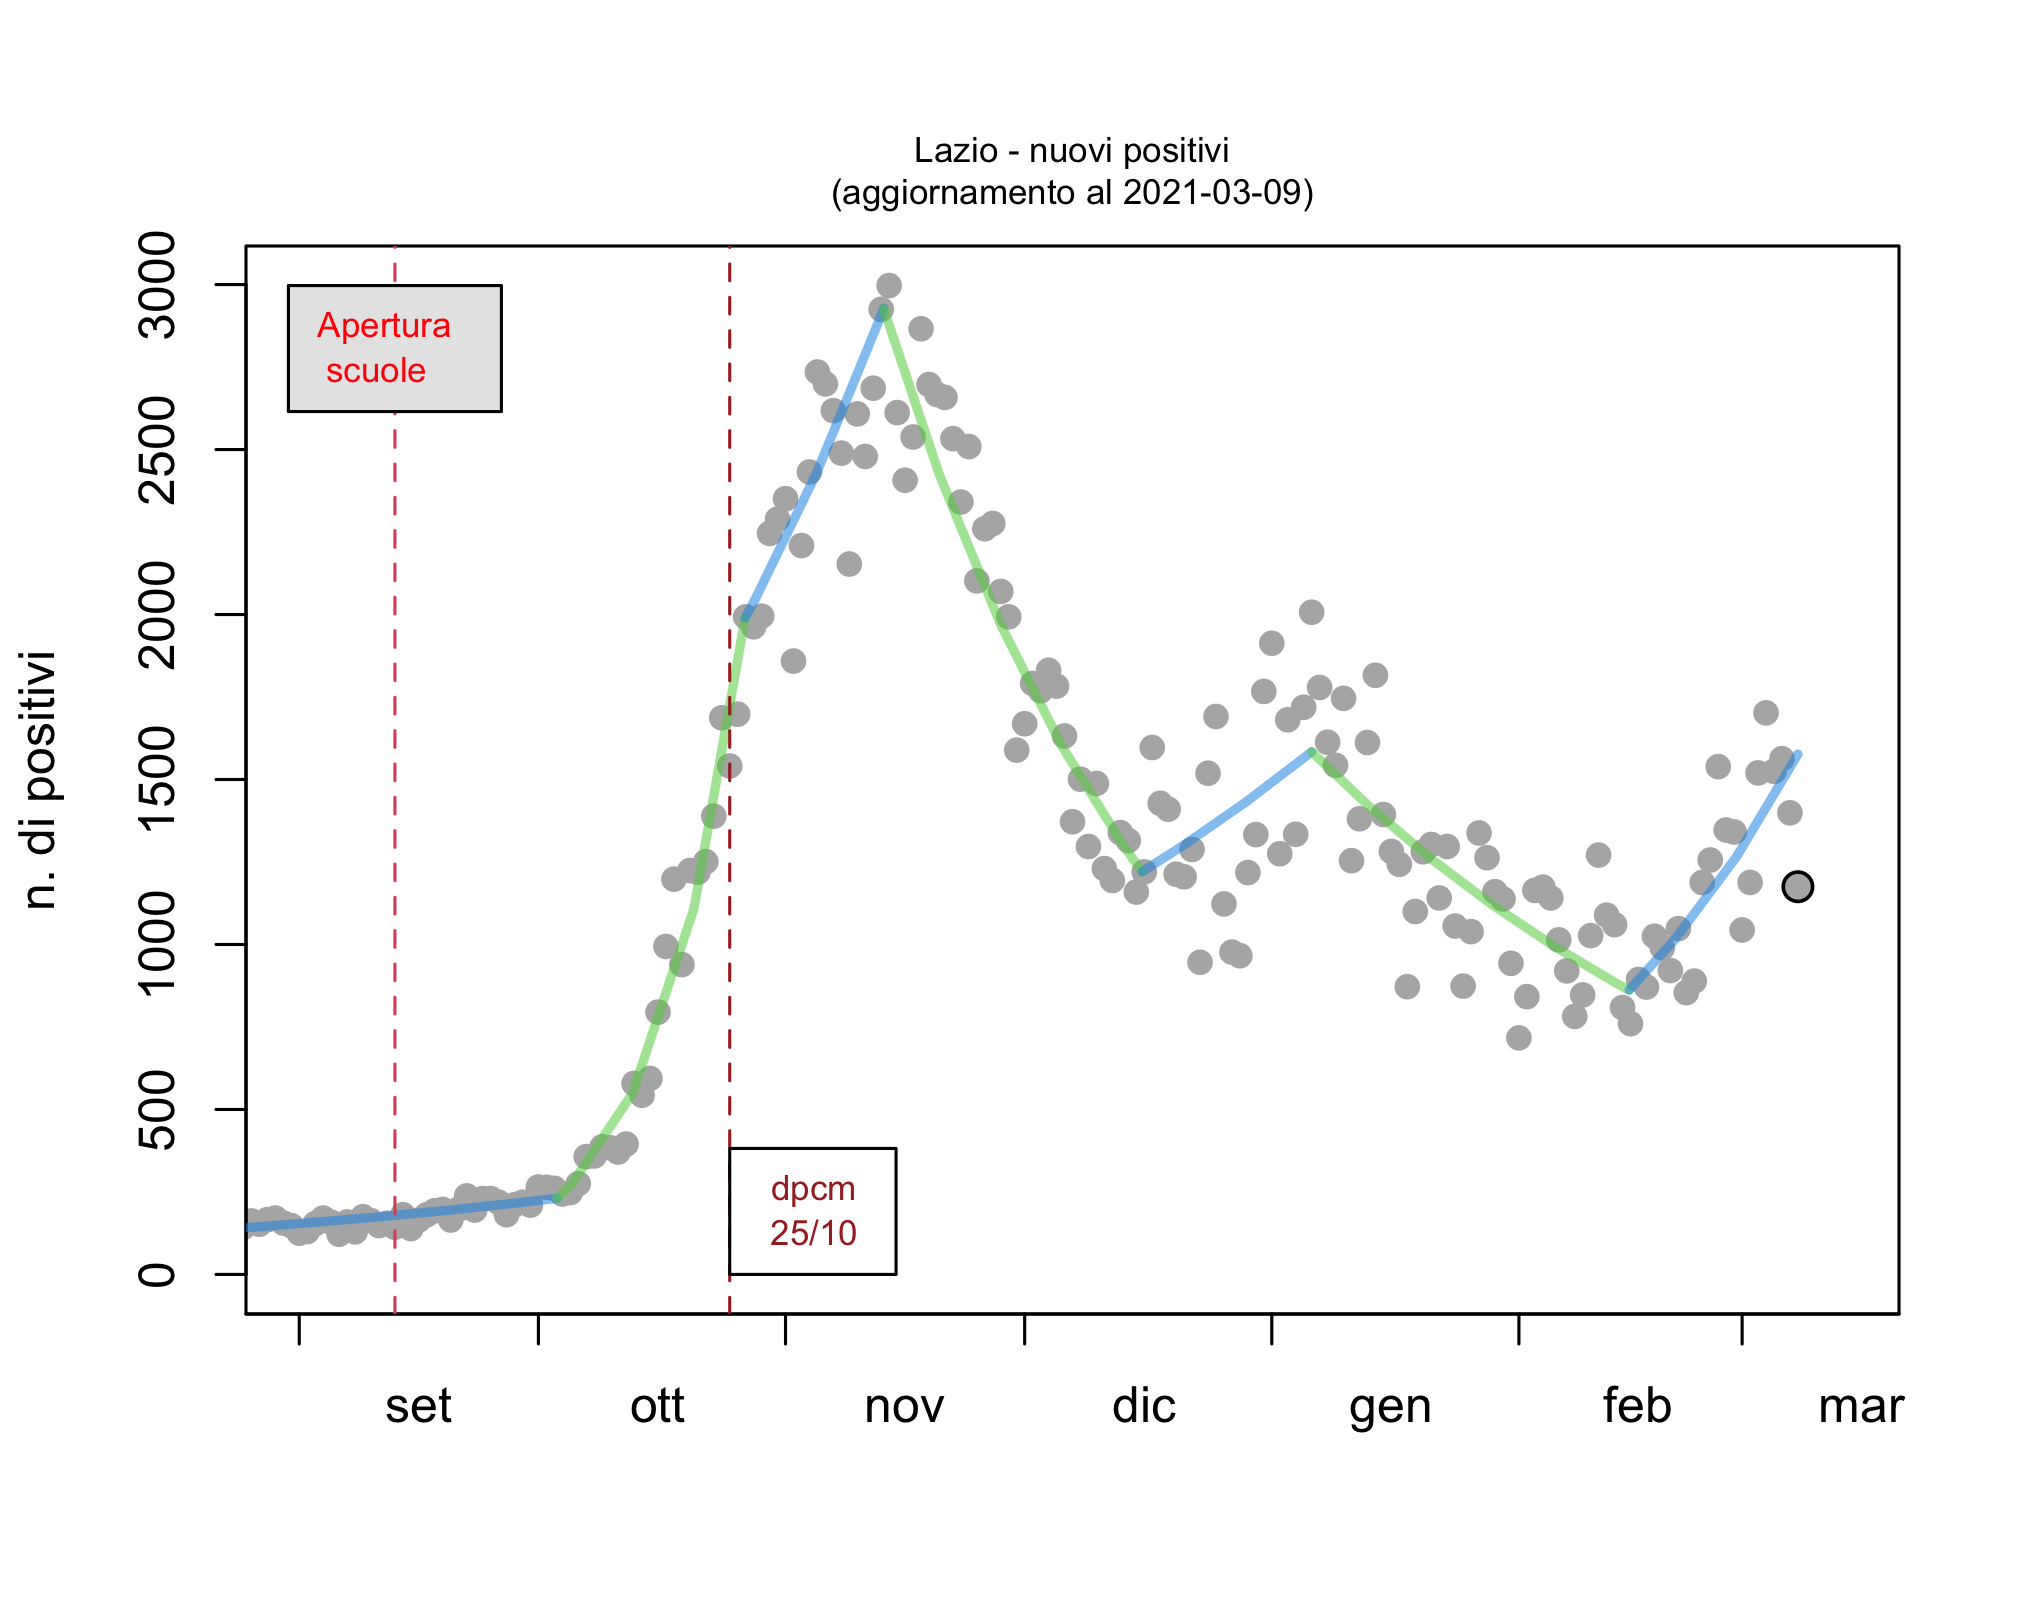 Lazio - nuovi positivi
(aggiornamento al 2021-03-09)
n. di positivi
3000
2500
2000
1500
1000
500
0
Apertura
scuole
dpcm
25/10
set ott nov dic gen feb mar